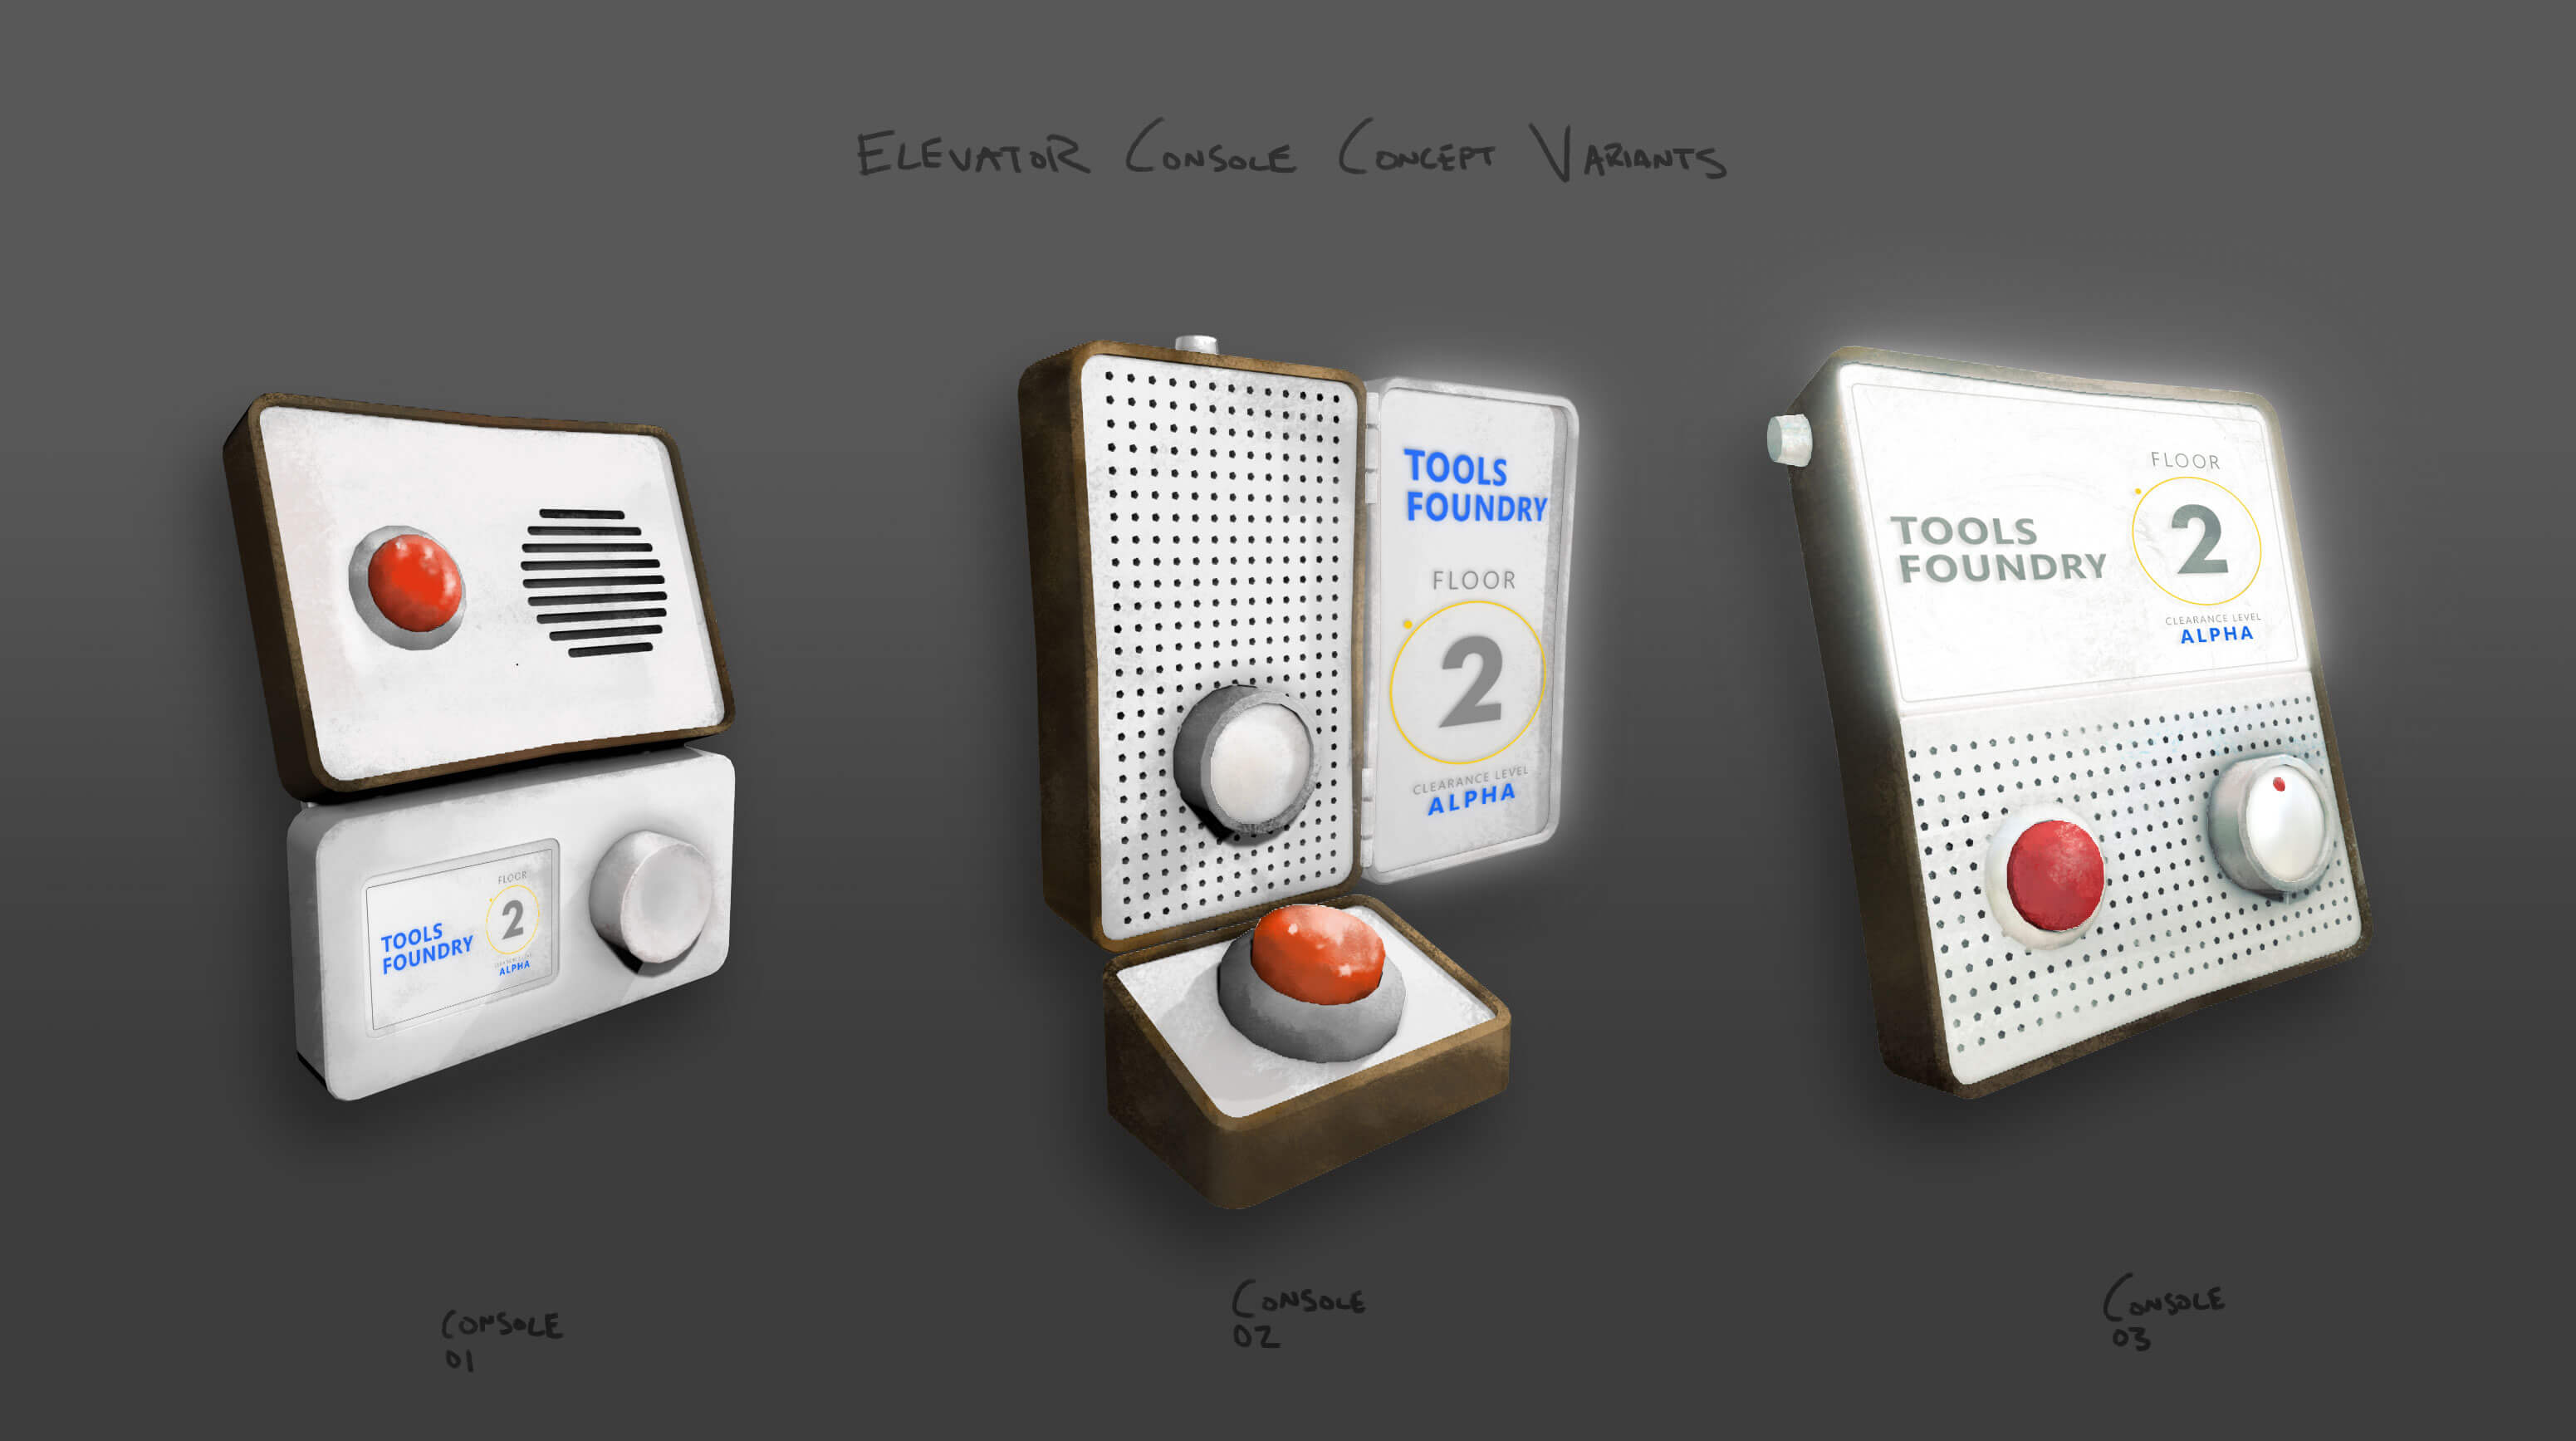 Elevator Console Concept Variants
TOOLS
FOUNDRY
FLOOR
2
ALPHA
Console
01
TOOLS
FOUNDRY
FLOOR
2
CLEARANCE LEVEL
ALPHA
Console
02
TOOLS
FOUNDRY
FLOOR
2
CLEARANCE LEVEL
ALPHA
Console
03